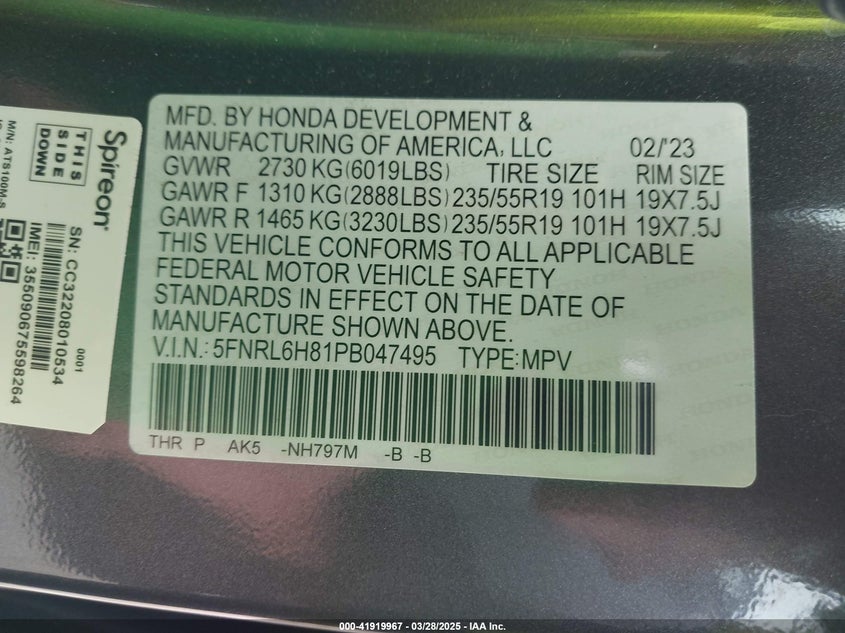 MFD. BY HONDA DEVELOPMENT &
MANUFACTURING OF AMERICA, LLC 02/'23
GVWR 2730 KG(6019LBS) TIRE SIZE RIM SIZE
GAWR F 1310 KG(2888LBS) 235/55R19 101H 19X7.5J
GAWR R 1465 KG(3230LBS) 235/55R19 101H 19X7.5J
THIS VEHICLE CONFORMS TO ALL APPLICABLE
FEDERAL MOTOR VEHICLE SAFETY
STANDARDS IN EFFECT ON THE DATE OF
MANUFACTURE SHOWN ABOVE.
V.I.N.: 5FNRL6H81PB047495 TYPE:MPV
THR P AK5 -NH797M -B -B
Spireon
THIS
SIDE
DOWN
M/N: ATS100M-S
0001
SN: CC32208010534
IMEI: 355090675598264
HONDA
000-41919967 - 03/28/2025 - IAA Inc.